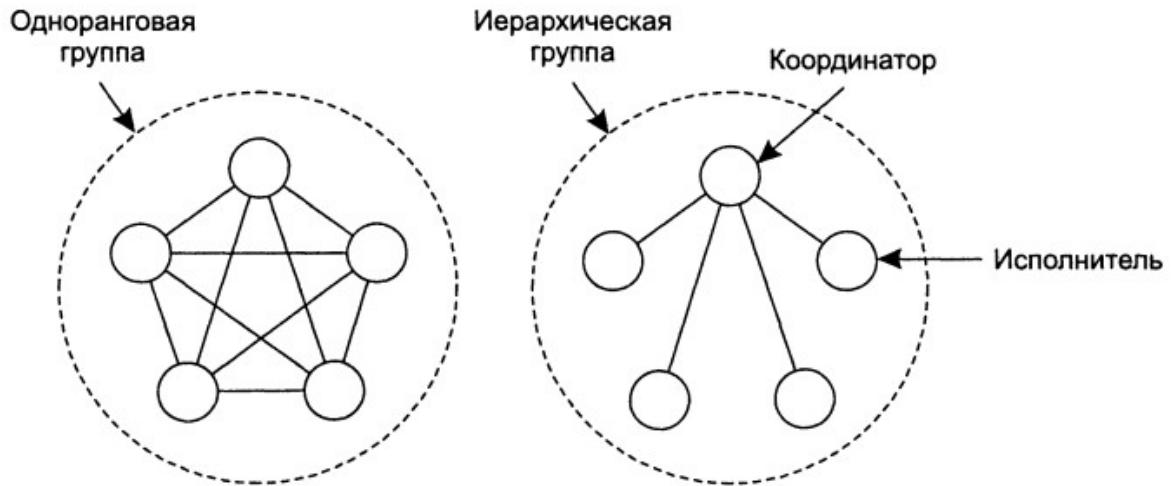 Одноранговая
группа
Иерархическая
группа
Координатор
Исполнитель